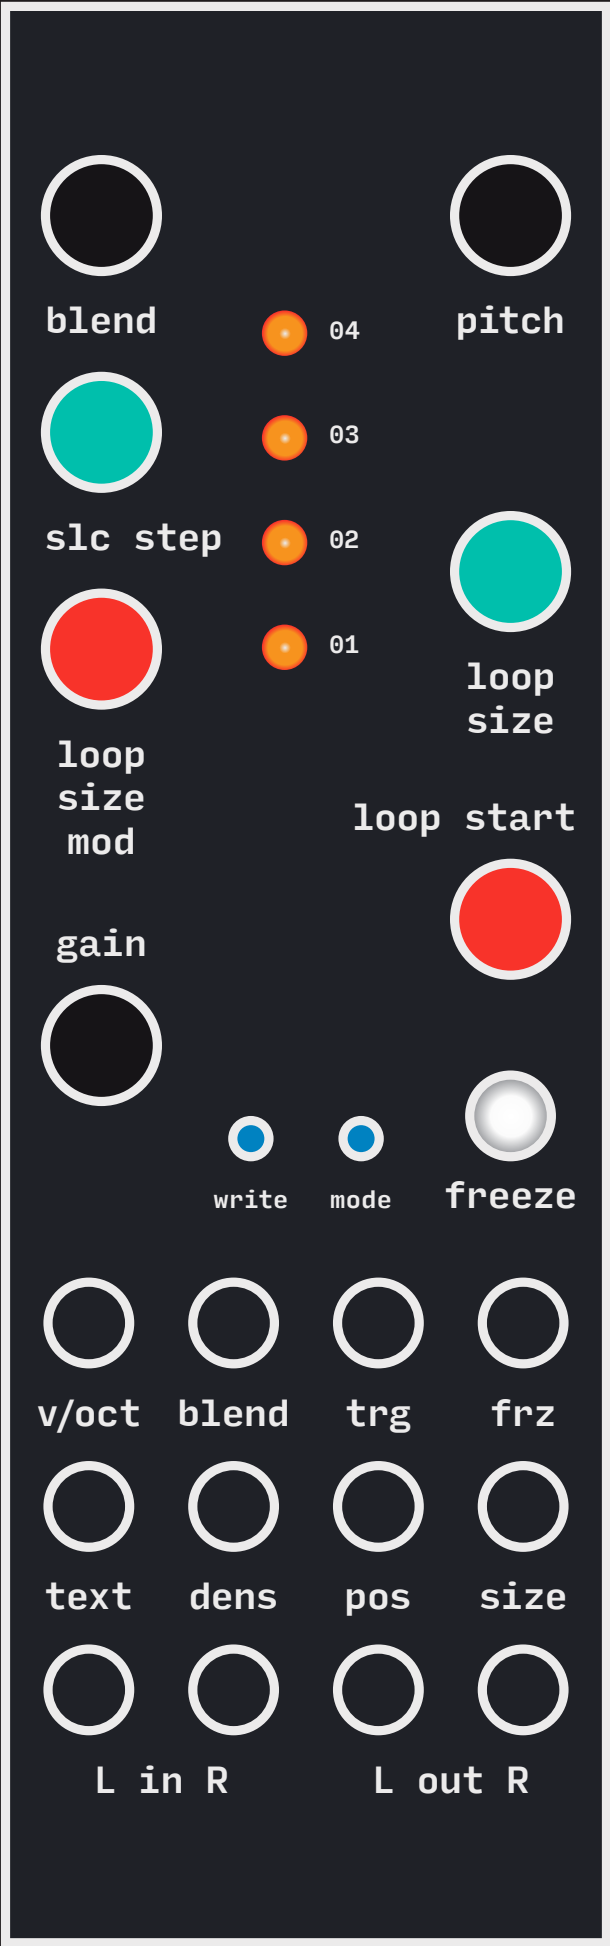 blend
pitch
04
03
02
01
slc step
loop
size
loop
size
mod
loop start
gain
write
mode
freeze
v/oct
blend
trg
frz
text
dens
pos
size
L in R
L out R